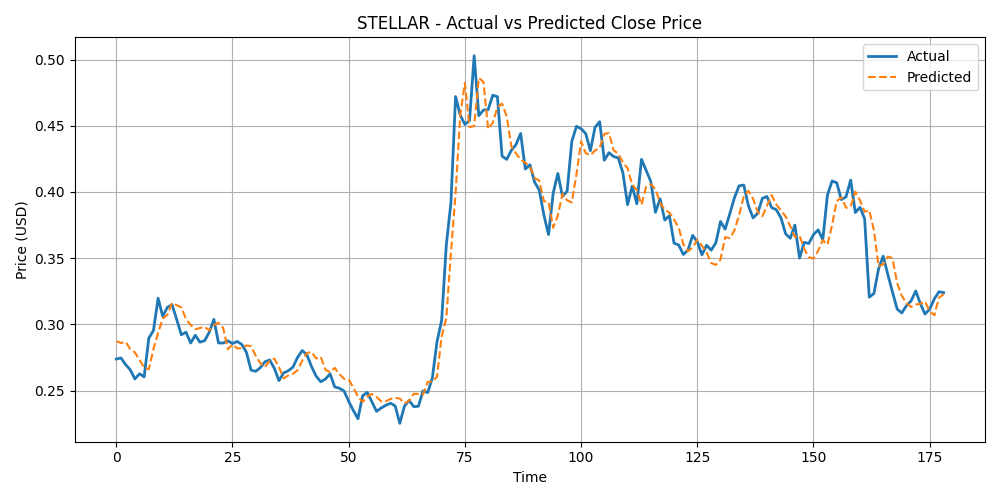 STELLAR - Actual vs Predicted Close Price
Actual
Predicted
0.50
0.45
0.40
0.35
0.30
0.25
Price (USD)
0 25 50 75 100 125 150 175
Time